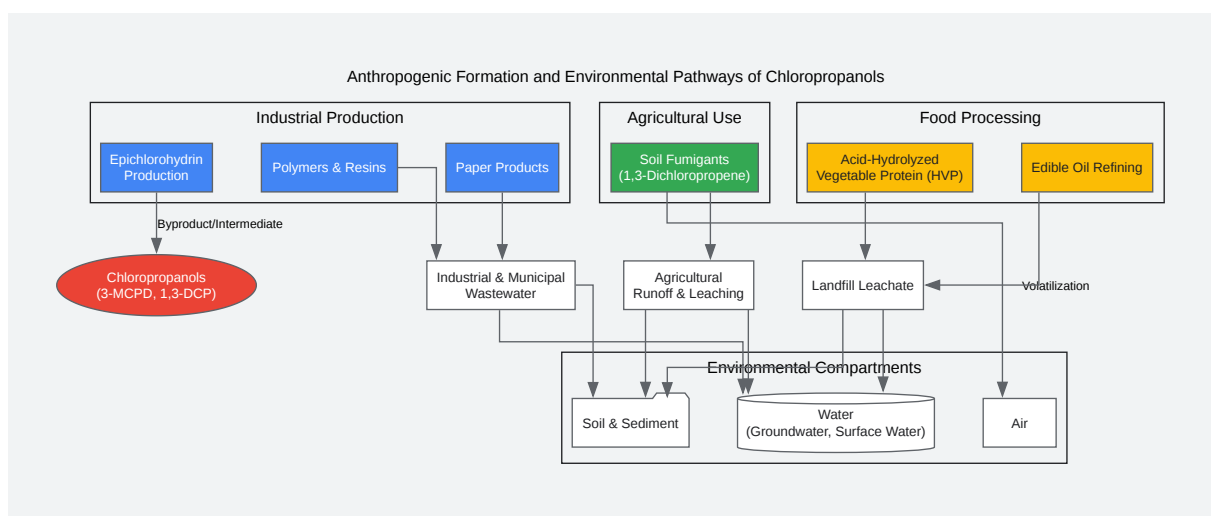 Anthropogenic Formation and Environmental Pathways of Chloropropanols
Industrial Production
Agricultural Use
Food Processing
Epichlorohydrin
Production
Polymers & Resins
Paper Products
Soil Fumigants
(1,3-Dichloropropene)
Acid-Hydrolyzed
Vegetable Protein (HVP)
Edible Oil Refining
Byproduct/Intermediate
Chloropropanols
(3-MCPD, 1,3-DCP)
Industrial & Municipal
Wastewater
Agricultural
Runoff & Leaching
Landfill Leachate
Volatilization
Environmental Compartments
Soil & Sediment
Water
(Groundwater, Surface Water)
Air